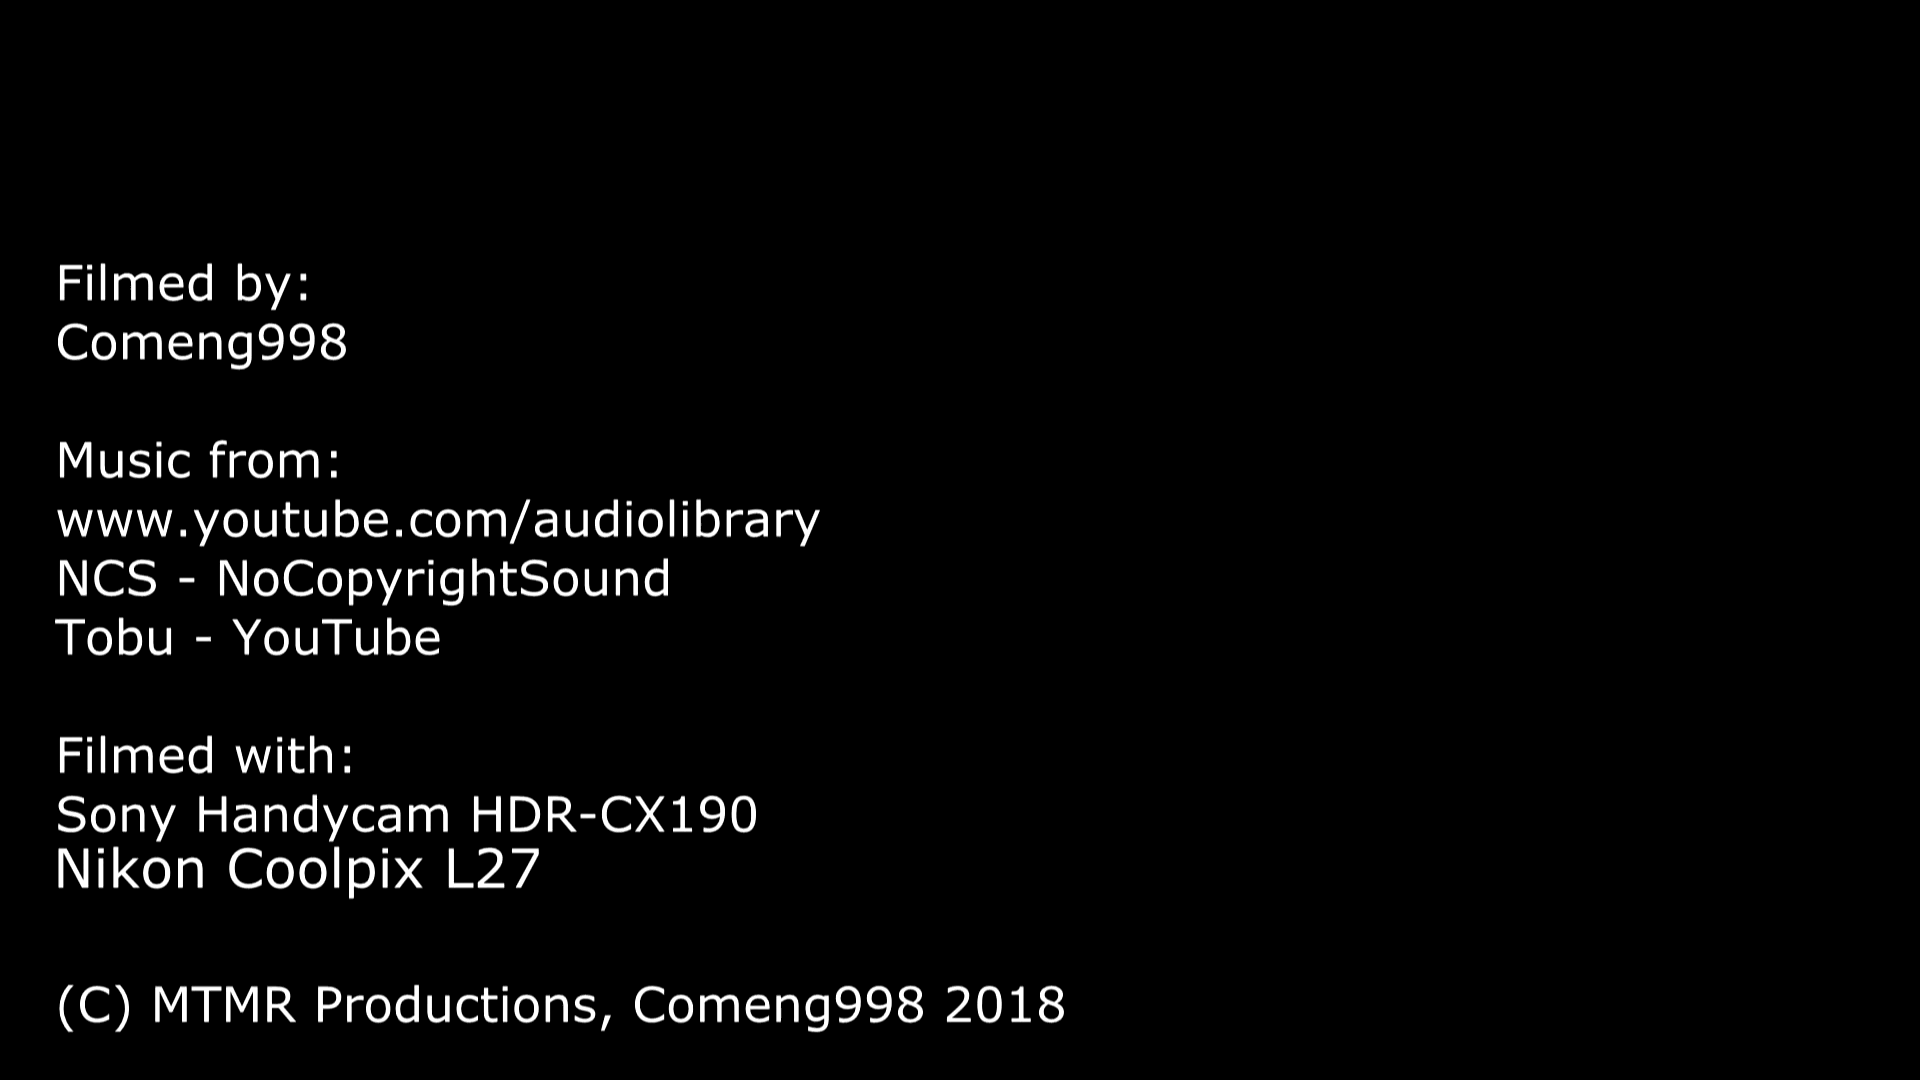 Filmed by:
Comeng998
Music from:
www.youtube.com/audiolibrary
NCS - NoCopyrightSound
Tobu - YouTube
Filmed with:
Sony Handycam HDR-CX190
Nikon Coolpix L27
(C) MTMR Productions, Comeng998 2018